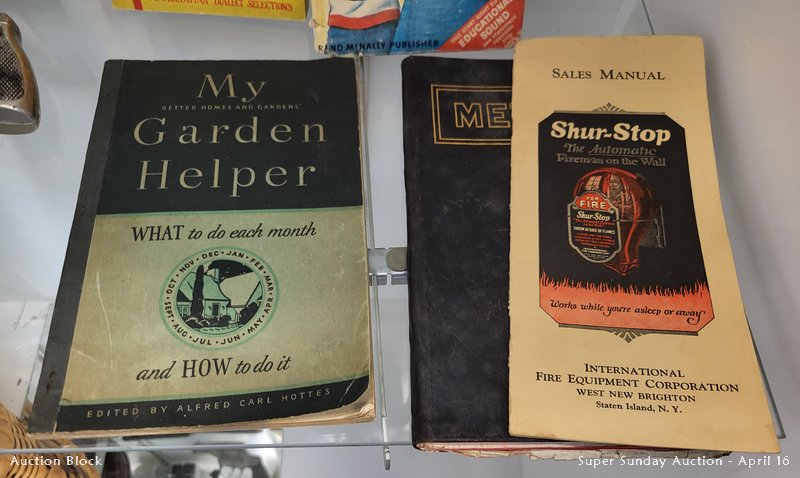 SCANDINAVIAN DIALECT SELECTIONS
RAND MCNALLY PUBLISHER
EDUCATIONAL
SOUND
My
BETTER HOMES AND GARDENS'
Garden
Helper
WHAT to do each month
JAN • FEB • MAR • APR • MAY • JUN • JUL • AUG • SEPT • OCT • NOV • DEC
and HOW to do it
EDITED BY ALFRED CARL HOTTES
ME
SALES MANUAL
Shur-Stop
The Automatic
Fireman on the Wall
FOR
FIRE
Shur-Stop
Works while you're asleep or away
INTERNATIONAL
FIRE EQUIPMENT CORPORATION
WEST NEW BRIGHTON
Staten Island, N. Y.
Auction Block
Super Sunday Auction - April 16